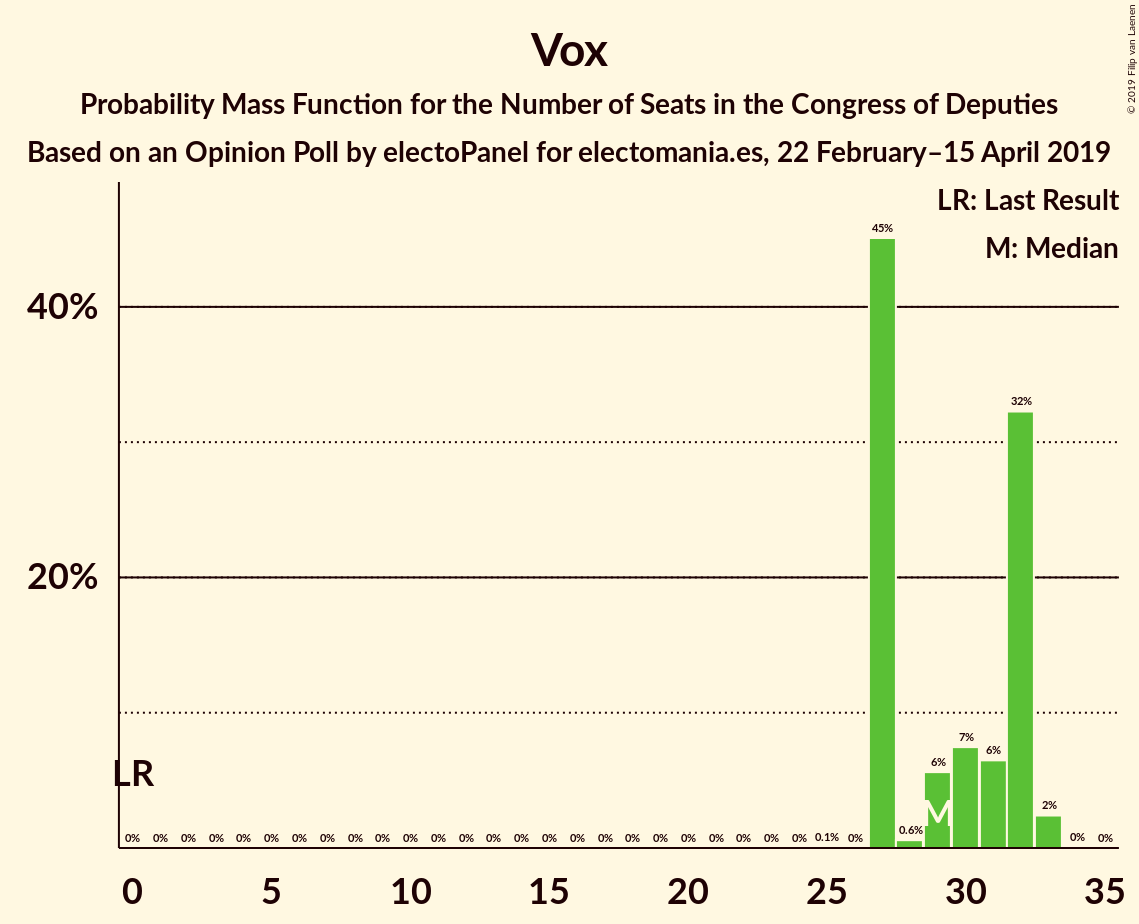 Vox
Probability Mass Function for the Number of Seats in the Congress of Deputies
Based on an Opinion Poll by electoPanel for electomania.es, 22 February–15 April 2019
© 2019 Filip van Laenen
LR: Last Result
M: Median
45%
40%
32%
20%
7%
6%
6%
LR
M
2%
0% 0% 0% 0% 0% 0% 0% 0% 0% 0% 0% 0% 0% 0% 0% 0% 0% 0% 0% 0% 0% 0% 0% 0% 0% 0.1% 0% 0.6% 0% 0%
0 5 10 15 20 25 30 35